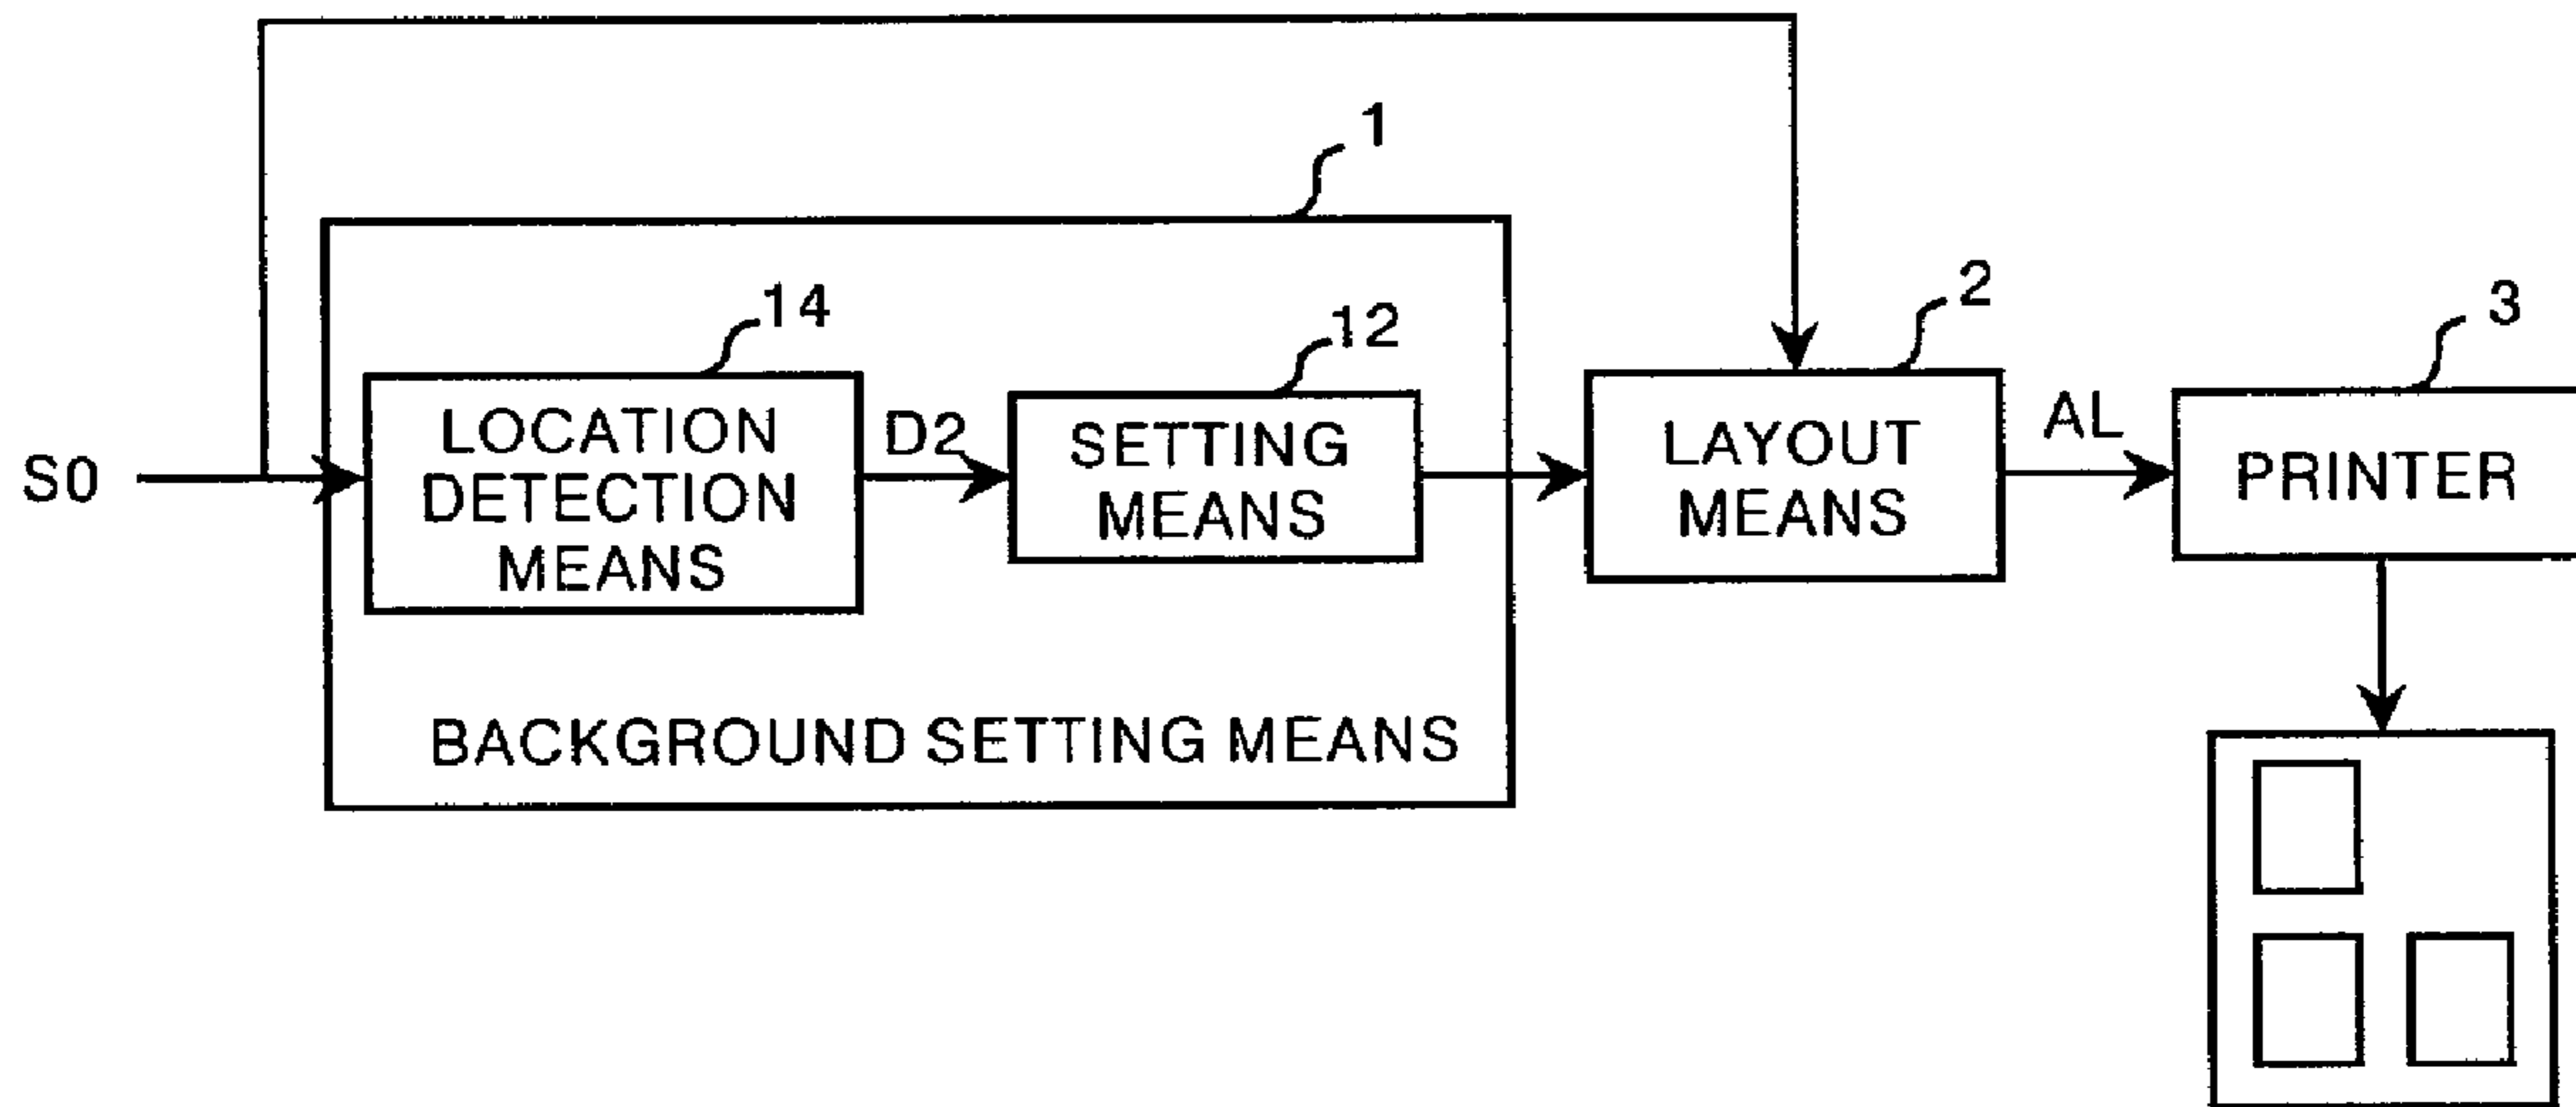 1
14
12
2
3
S0
LOCATION
DETECTION
MEANS
D2
SETTING
MEANS
LAYOUT
MEANS
AL
PRINTER
BACKGROUND SETTING MEANS